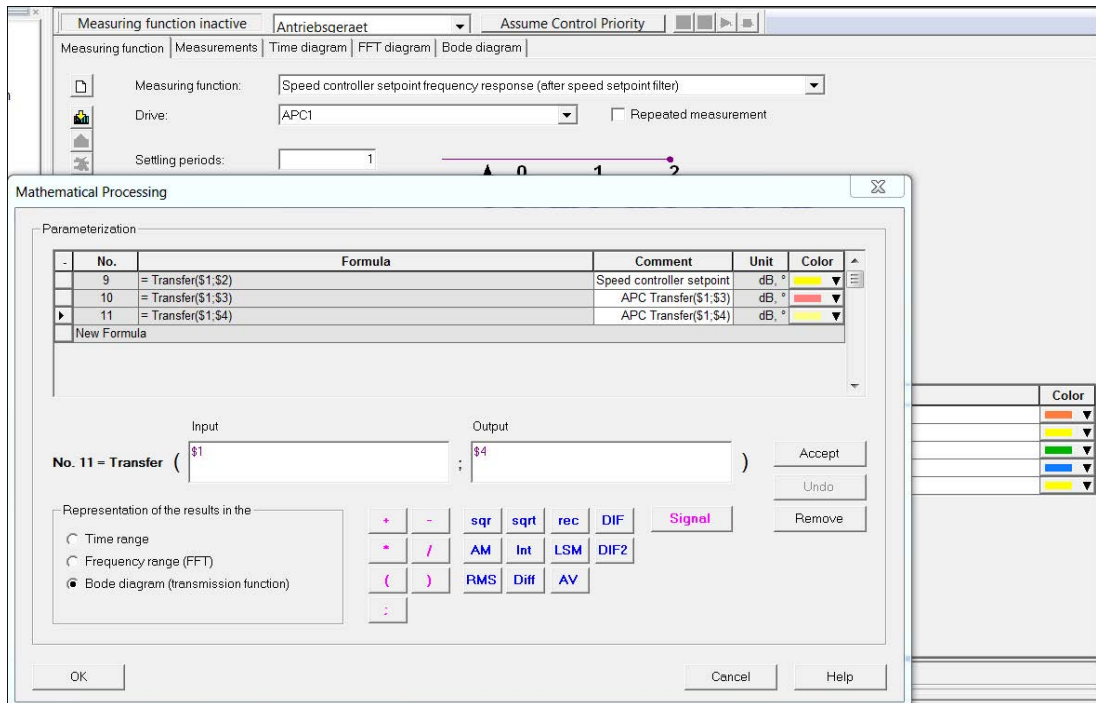 Measuring function inactive Antriebsgeraet Assume Control Priority
Measuring function Measurements Time diagram FFT diagram Bode diagram
Measuring function: Speed controller setpoint frequency response (after speed setpoint filter)
Drive: APC1 Repeated measurement
Settling periods: 1 0 1 2
Mathematical Processing
Parameterization
- No. Formula Comment Unit Color
9 = Transfer($1;$2) Speed controller setpoint dB, °
10 = Transfer($1;$3) APC Transfer($1;$3) dB, °
11 = Transfer($1;$4) APC Transfer($1;$4) dB, °
New Formula
Color
Input Output
No. 11 = Transfer ( $1 ; $4 ) Accept
Undo
Representation of the results in the
+ - sqr sqrt rec DIF Signal Remove
Time range
* / AM Int LSM DIF2
Frequency range (FFT)
( ) RMS Diff AV
Bode diagram (transmission function)
;
OK Cancel Help